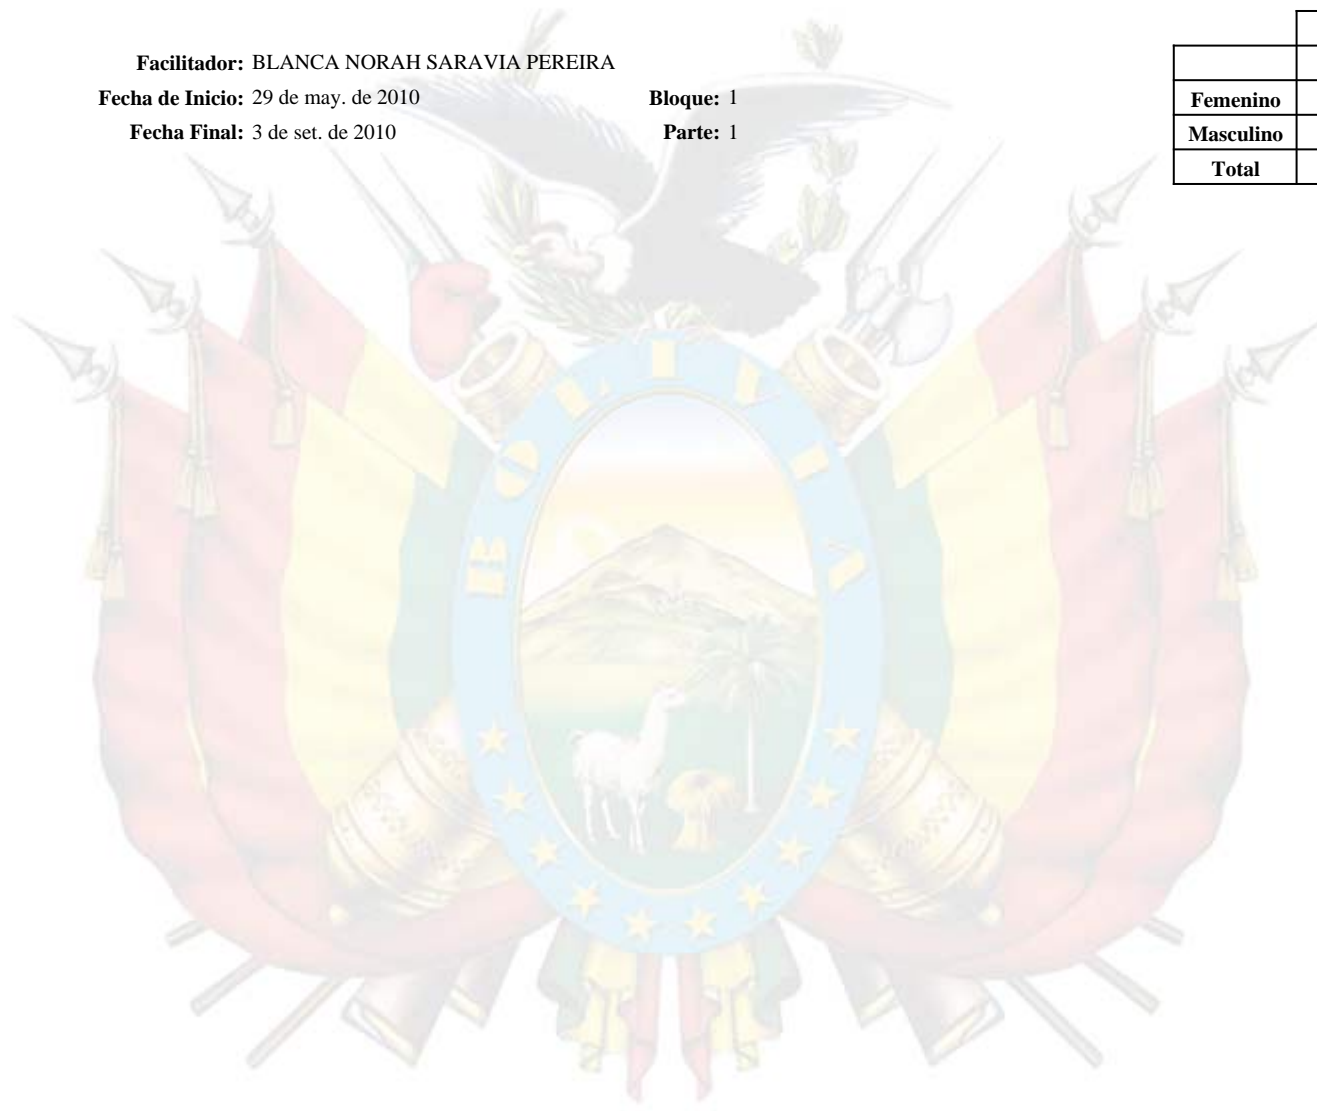 Facilitador: BLANCA NORAH SARAVIA PEREIRA
Fecha de Inicio: 29 de may. de 2010 Bloque: 1
Fecha Final: 3 de set. de 2010 Parte: 1
Femenino
Masculino
Total
BOLIVIA